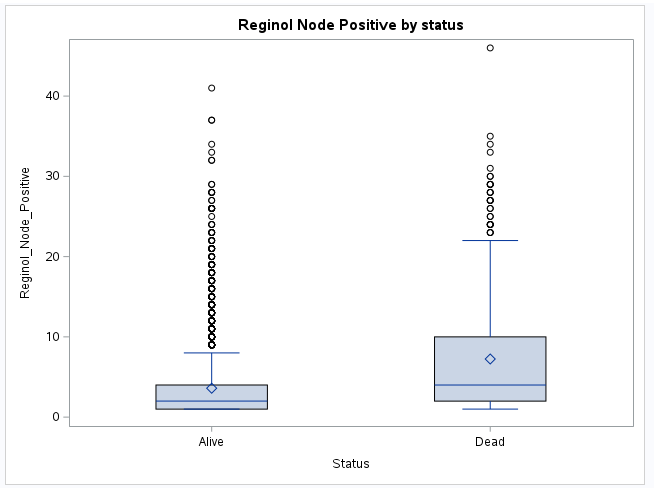 Reginol Node Positive by status
Reginol_Node_Positive
40
30
20
10
0
Alive
Dead
Status